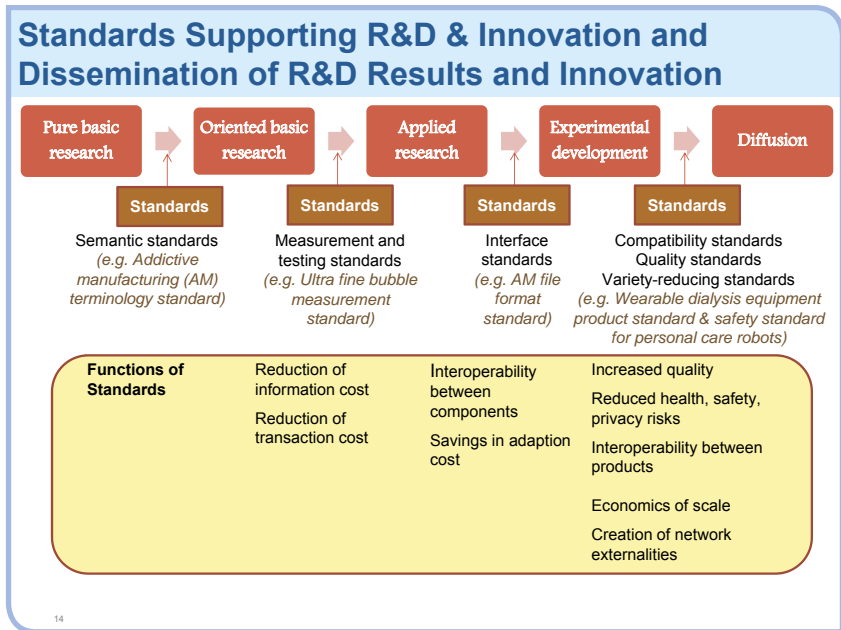 Standards Supporting R&D & Innovation and
Dissemination of R&D Results and Innovation
Pure basic
research
Oriented basic
research
Applied
research
Experimental
development
Diffusion
Standards
Standards
Standards
Standards
Semantic standards
(e.g. Addictive
manufacturing (AM)
terminology standard)
Measurement and
testing standards
(e.g. Ultra fine bubble
measurement
standard)
Interface
standards
(e.g. AM file
format
standard)
Compatibility standards
Quality standards
Variety-reducing standards
(e.g. Wearable dialysis equipment
product standard & safety standard
for personal care robots)
Functions of
Standards
Reduction of
information cost
Reduction of
transaction cost
Interoperability
between
components
Savings in adaption
cost
Increased quality
Reduced health, safety,
privacy risks
Interoperability between
products
Economics of scale
Creation of network
externalities
14